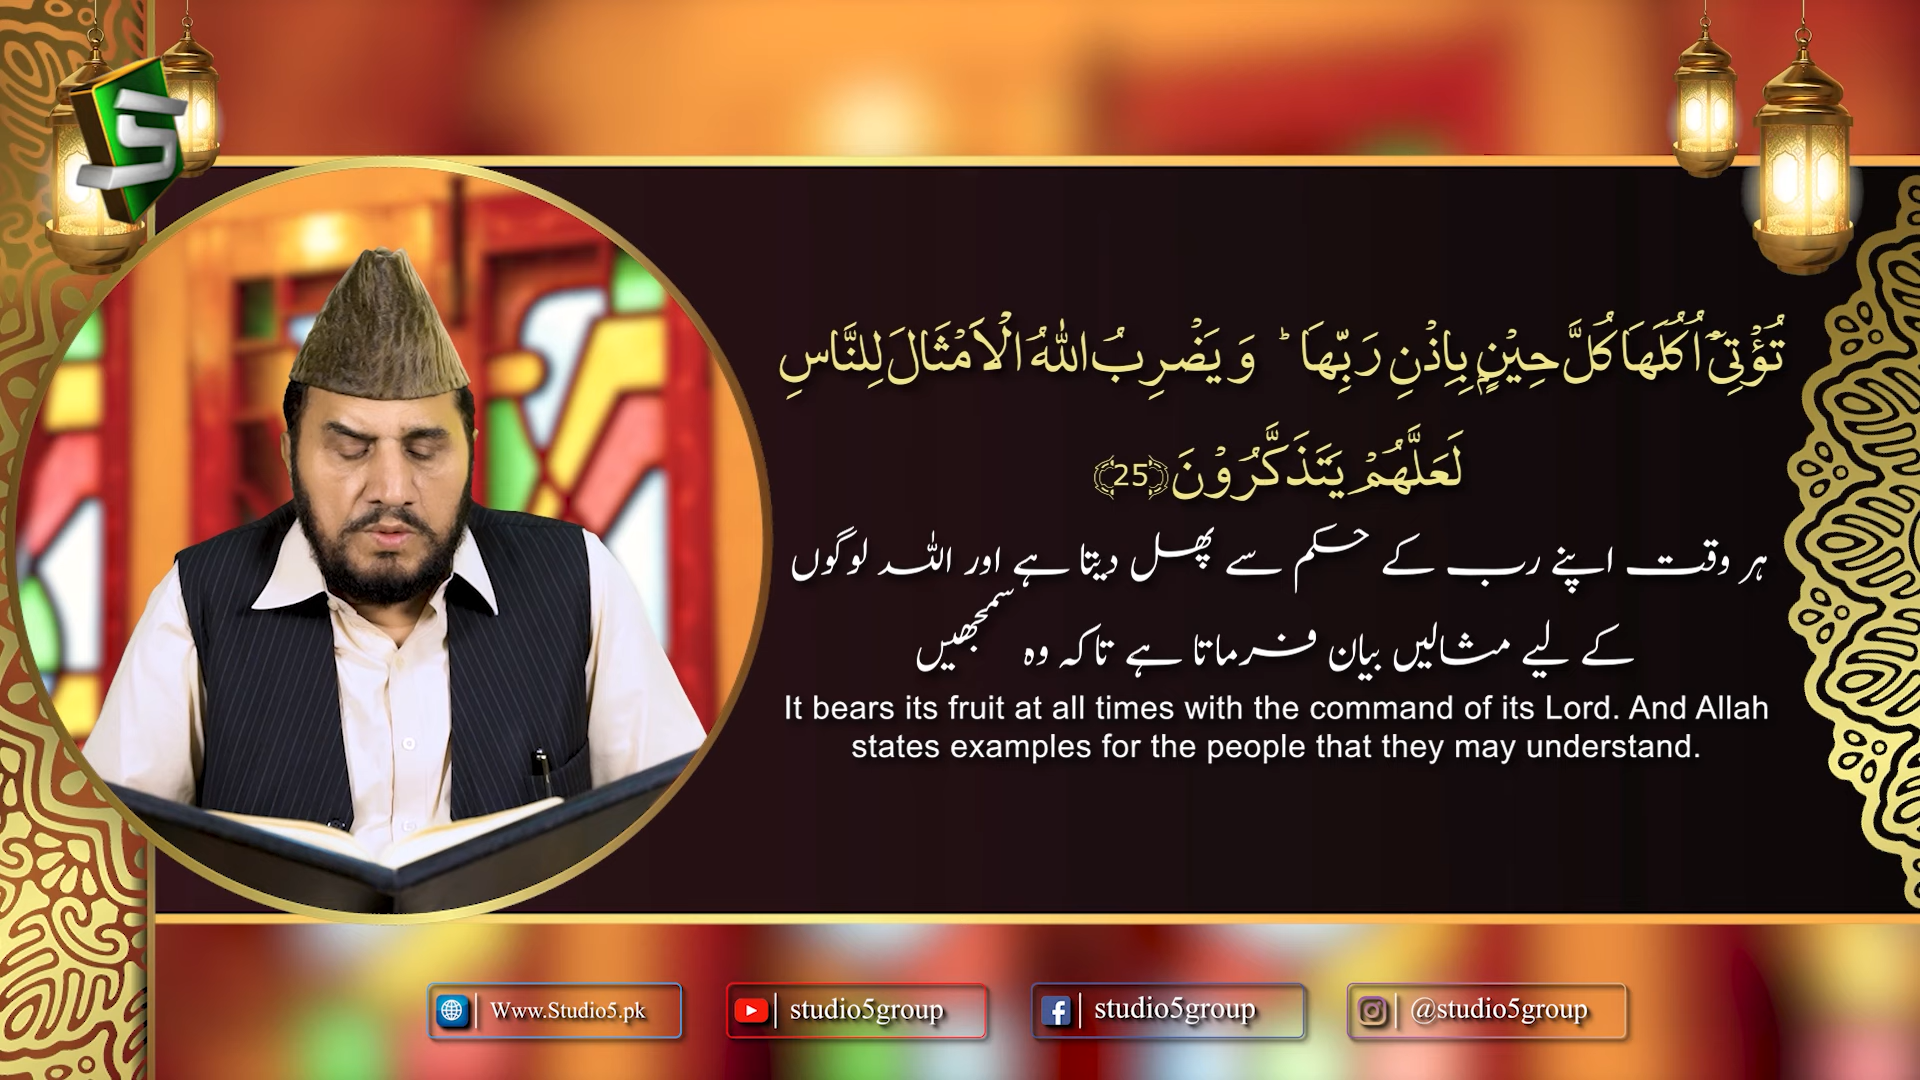 S
تُؤْتِیْۤ اُكُلَهَا كُلَّ حِیْنٍۭ بِاِذْنِ رَبِّهَاؕ وَ یَضْرِبُ اللّٰهُ الْاَمْثَالَ لِلنَّاسِ
لَعَلَّهُمْ یَتَذَكَّرُوْنَ﴿25﴾
ہر وقت اپنے رب کے حکم سے پھل دیتا ہے اور اللہ لوگوں
کے لیے مثالیں بیان فرماتا ہے تاکہ وہ سمجھیں
It bears its fruit at all times with the command of its Lord. And Allah
states examples for the people that they may understand.
Www.Studio5.pk
studio5group
studio5group
@studio5group